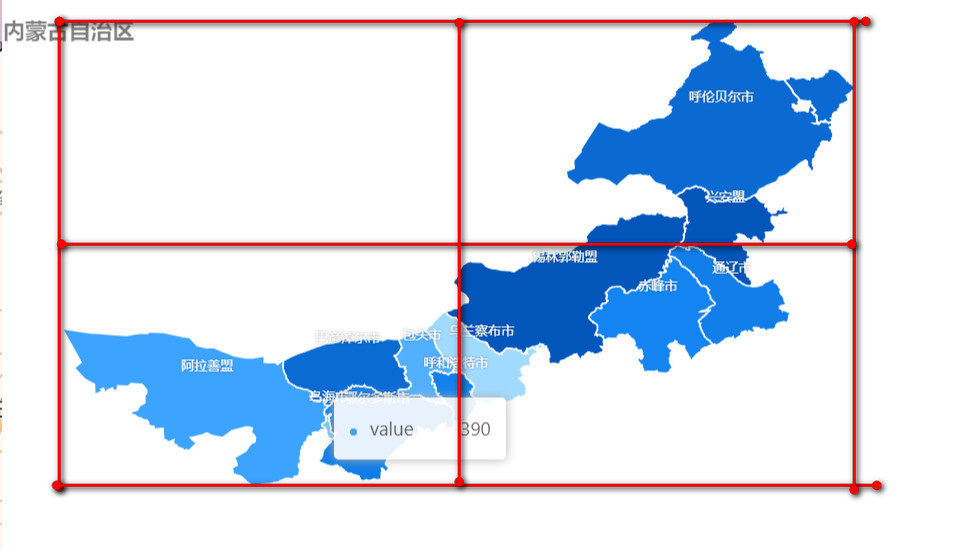 内蒙古自治区
呼伦贝尔市
兴安盟
锡林郭勒盟
通辽市
赤峰市
乌兰察布市
包头市
巴彦淖尔市
呼和浩特市
阿拉善盟
乌海市
鄂尔多斯市
value
390